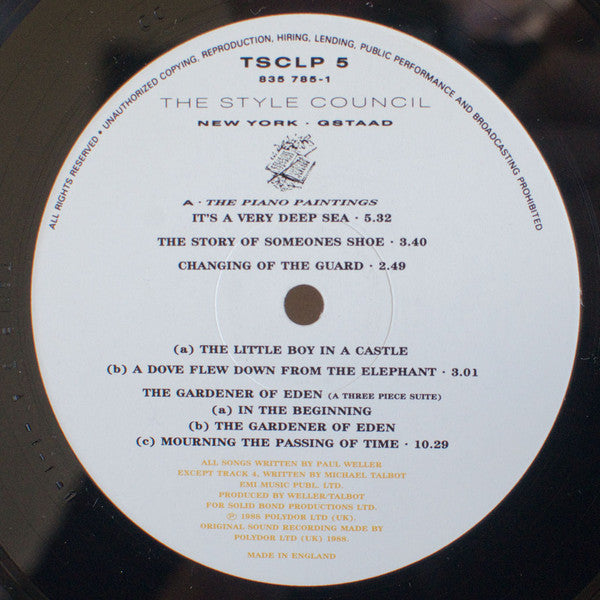 ALL RIGHTS RESERVED • UNAUTHORIZED COPYING, REPRODUCTION, HIRING, LENDING, PUBLIC PERFORMANCE AND BROADCASTING PROHIBITED
TSCLP 5
835 785-1
THE STYLE COUNCIL
NEW YORK · GSTAAD
A · THE PIANO PAINTINGS
IT'S A VERY DEEP SEA · 5.32
THE STORY OF SOMEONES SHOE · 3.40
CHANGING OF THE GUARD · 2.49
(a) THE LITTLE BOY IN A CASTLE
(b) A DOVE FLEW DOWN FROM THE ELEPHANT · 3.01
THE GARDENER OF EDEN (A THREE PIECE SUITE)
(a) IN THE BEGINNING
(b) THE GARDENER OF EDEN
(c) MOURNING THE PASSING OF TIME · 10.29
ALL SONGS WRITTEN BY PAUL WELLER
EXCEPT TRACK 4, WRITTEN BY MICHAEL TALBOT
EMI MUSIC PUBL. LTD.
PRODUCED BY WELLER/TALBOT
FOR SOLID BOND PRODUCTIONS LTD.
℗ 1988 POLYDOR LTD (UK).
ORIGINAL SOUND RECORDING MADE BY
POLYDOR LTD (UK) 1988.
MADE IN ENGLAND